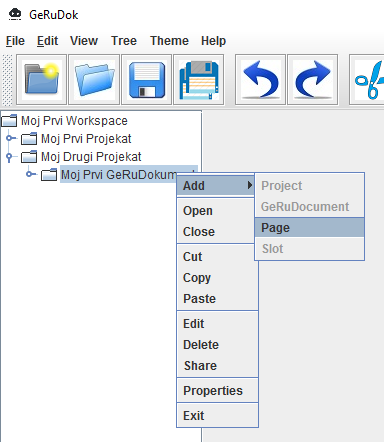 GeRuDok
File Edit View Tree Theme Help
Moj Prvi Workspace
Moj Prvi Projekat
Moj Drugi Projekat
Moj Prvi
Add
Project
GeRuDocument
Page
Slot
Open
Close
Cut
Copy
Paste
Edit
Delete
Share
Properties
Exit